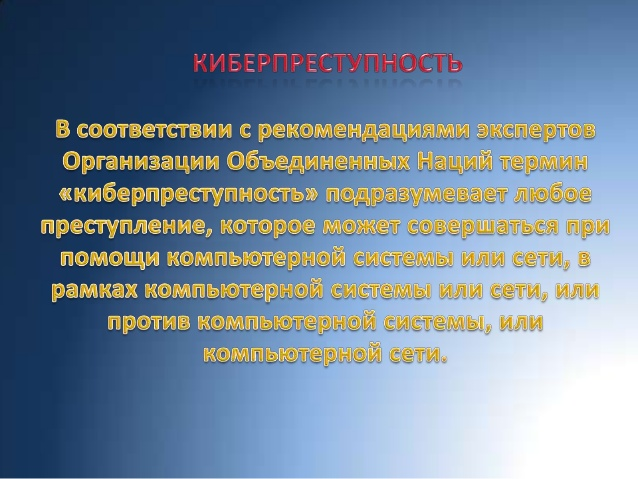 КИБЕРПРЕСТУПНОСТЬ
В соответствии с рекомендациями экспертов
Организации Объединенных Наций термин
«киберпреступность» подразумевает любое
преступление, которое может совершаться при
помощи компьютерной системы или сети, в
рамках компьютерной системы или сети, или
против компьютерной системы, или
компьютерной сети.